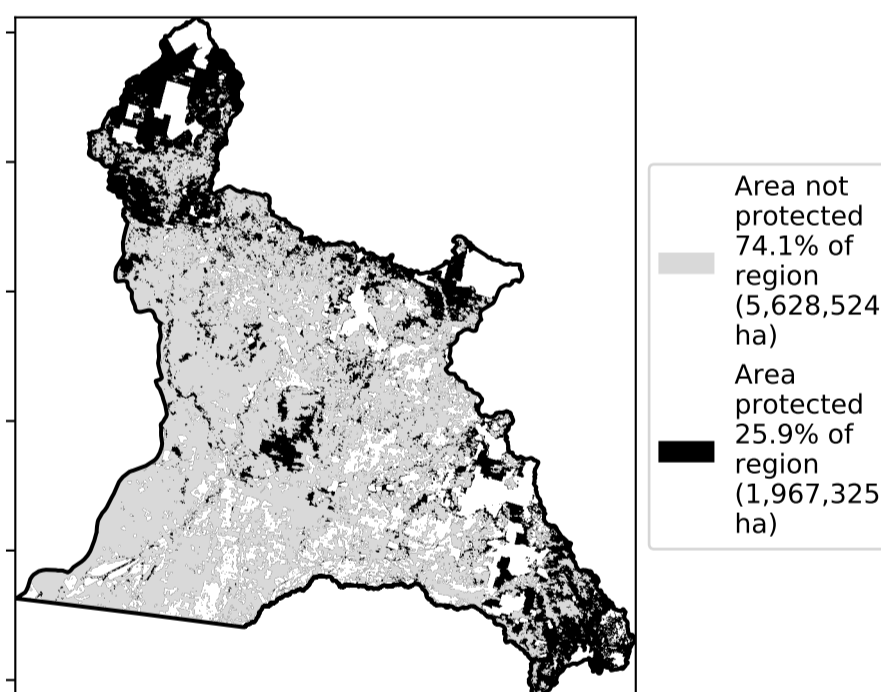 Area not
protected
74.1% of
region
(5,628,524
ha)
Area
protected
25.9% of
region
(1,967,325
ha)